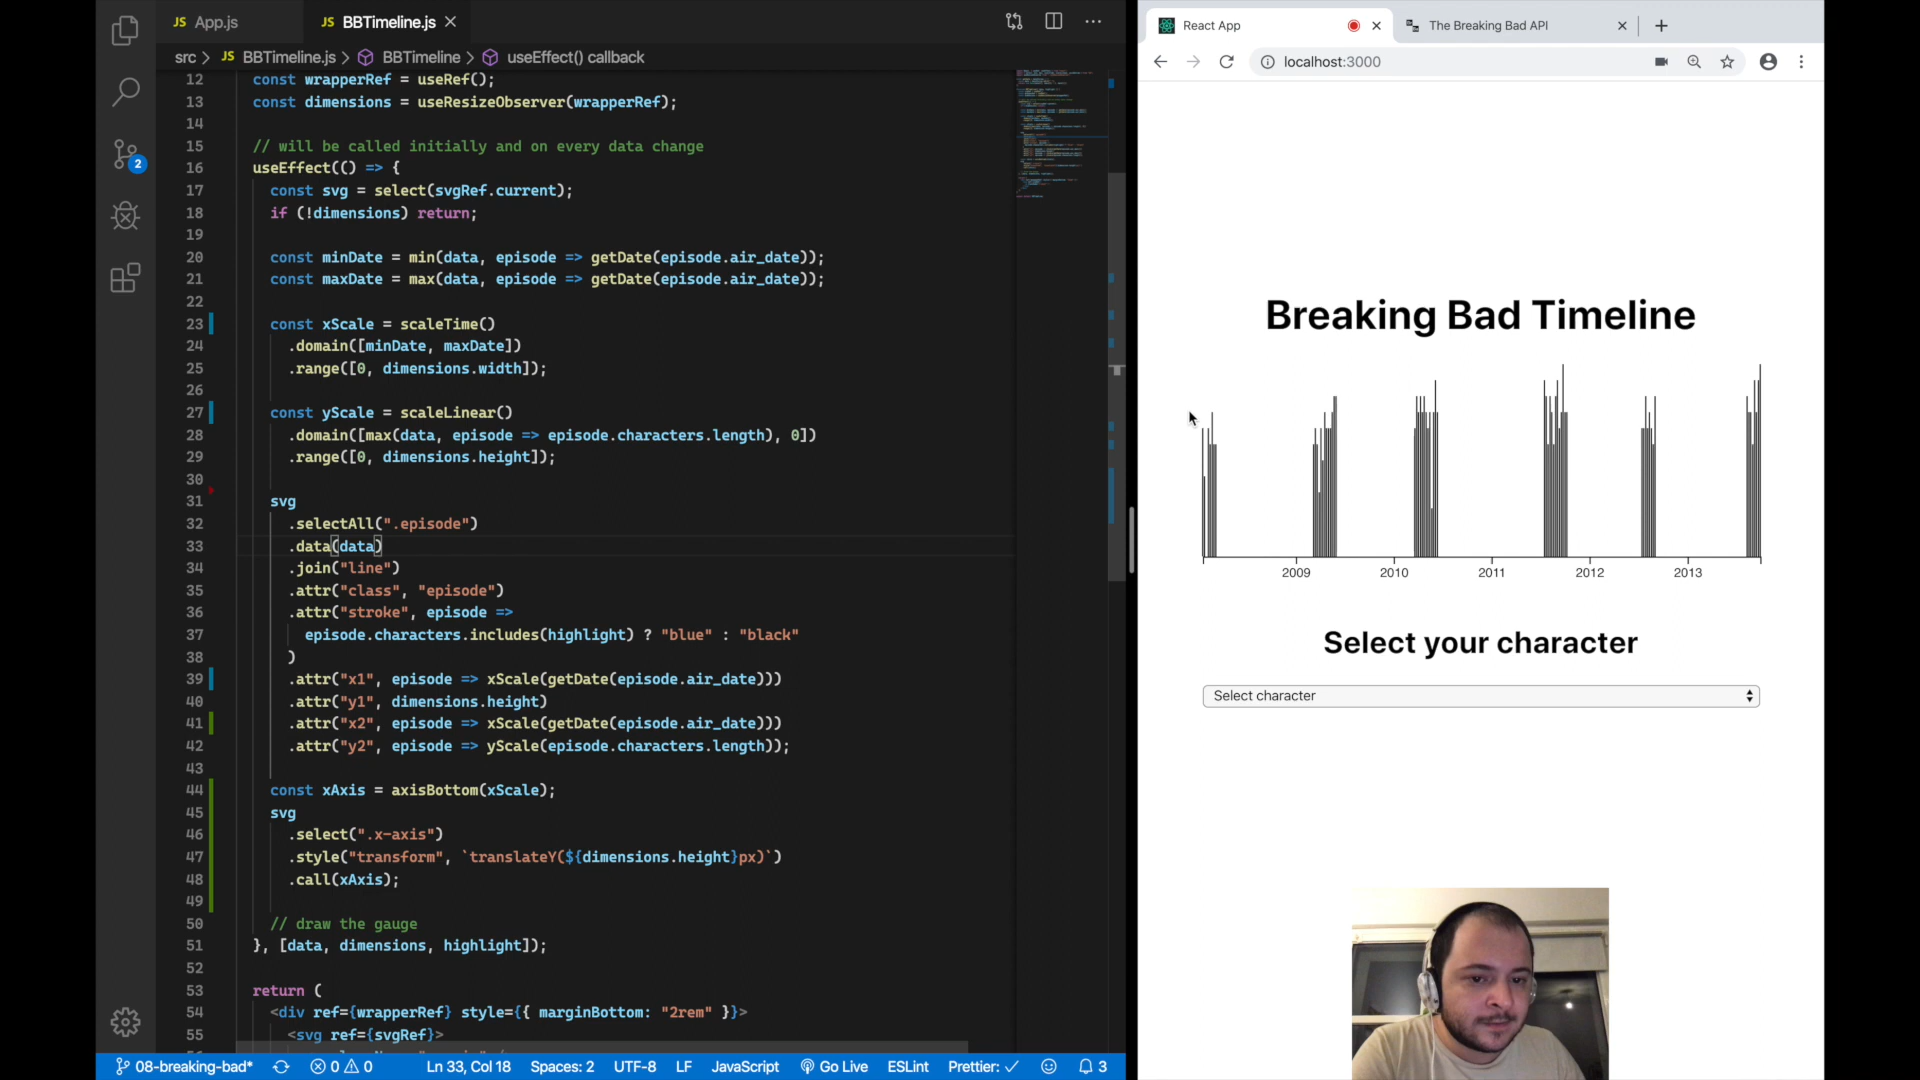 JS App.js
JS BBTimeline.js
src > JS BBTimeline.js > BBTimeline > useEffect() callback
12 const wrapperRef = useRef();
13 const dimensions = useResizeObserver(wrapperRef);
14
15 // will be called initially and on every data change
16 useEffect(() => {
17 const svg = select(svgRef.current);
18 if (!dimensions) return;
19
20 const minDate = min(data, episode => getDate(episode.air_date));
21 const maxDate = max(data, episode => getDate(episode.air_date));
22
23 const xScale = scaleTime()
24 .domain([minDate, maxDate])
25 .range([0, dimensions.width]);
26
27 const yScale = scaleLinear()
28 .domain([max(data, episode => episode.characters.length), 0])
29 .range([0, dimensions.height]);
30
31 svg
32 .selectAll(".episode")
33 .data(data)
34 .join("line")
35 .attr("class", "episode")
36 .attr("stroke", episode =>
37 episode.characters.includes(highlight) ? "blue" : "black"
38 )
39 .attr("x1", episode => xScale(getDate(episode.air_date)))
40 .attr("y1", dimensions.height)
41 .attr("x2", episode => xScale(getDate(episode.air_date)))
42 .attr("y2", episode => yScale(episode.characters.length));
43
44 const xAxis = axisBottom(xScale);
45 svg
46 .select(".x-axis")
47 .style("transform", `translateY(${dimensions.height}px)`)
48 .call(xAxis);
49
50 // draw the gauge
51 }, [data, dimensions, highlight]);
52
53 return (
54 <div ref={wrapperRef} style={{ marginBottom: "2rem" }}>
55 <svg ref={svgRef}>
2
08-breaking-bad* 0 0 Ln 33, Col 18 Spaces: 2 UTF-8 LF JavaScript Go Live ESLint Prettier: ✓ 3
React App
The Breaking Bad API
localhost:3000
Breaking Bad Timeline
2009 2010 2011 2012 2013
Select your character
Select character